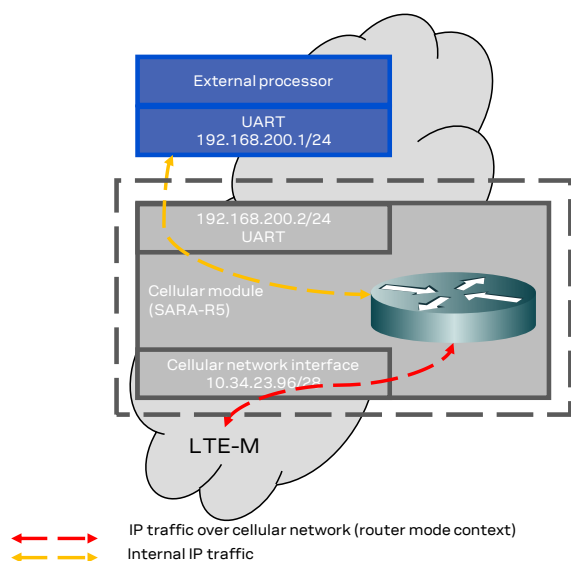 External processor
UART
192.168.200.1/24
192.168.200.2/24
UART
Cellular module
(SARA-R5)
Cellular network interface
10.34.23.96/28
LTE-M
IP traffic over cellular network (router mode context)
Internal IP traffic